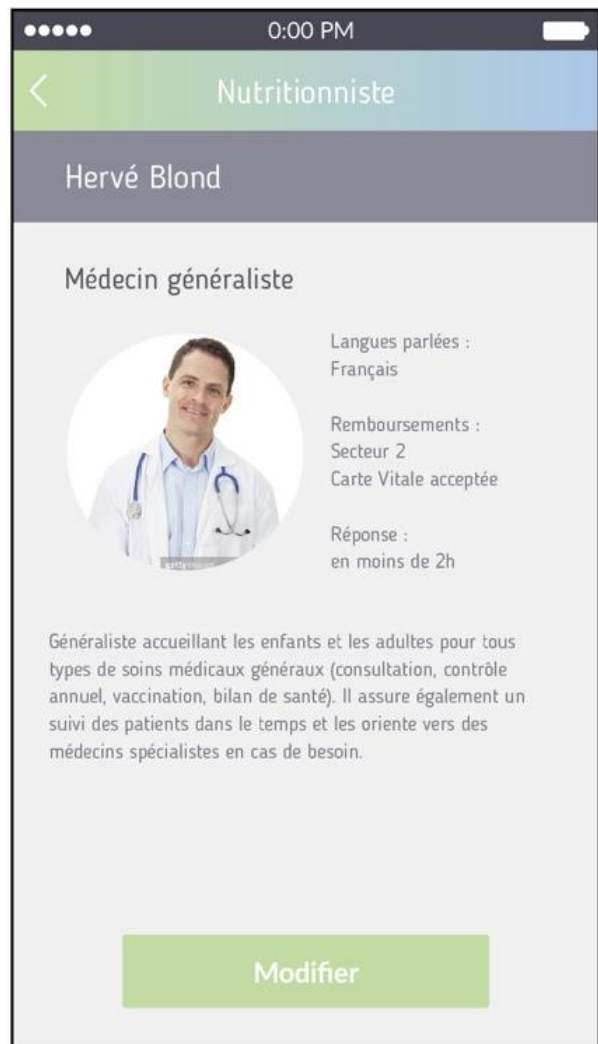 0:00 PM
Nutritionniste
Hervé Blond
Médecin généraliste
Langues parlées :
Français
Remboursements :
Secteur 2
Carte Vitale acceptée
Réponse :
en moins de 2h
Généraliste accueillant les enfants et les adultes pour tous
types de soins médicaux généraux (consultation, contrôle
annuel, vaccination, bilan de santé). Il assure également un
suivi des patients dans le temps et les oriente vers des
médecins spécialistes en cas de besoin.
Modifier